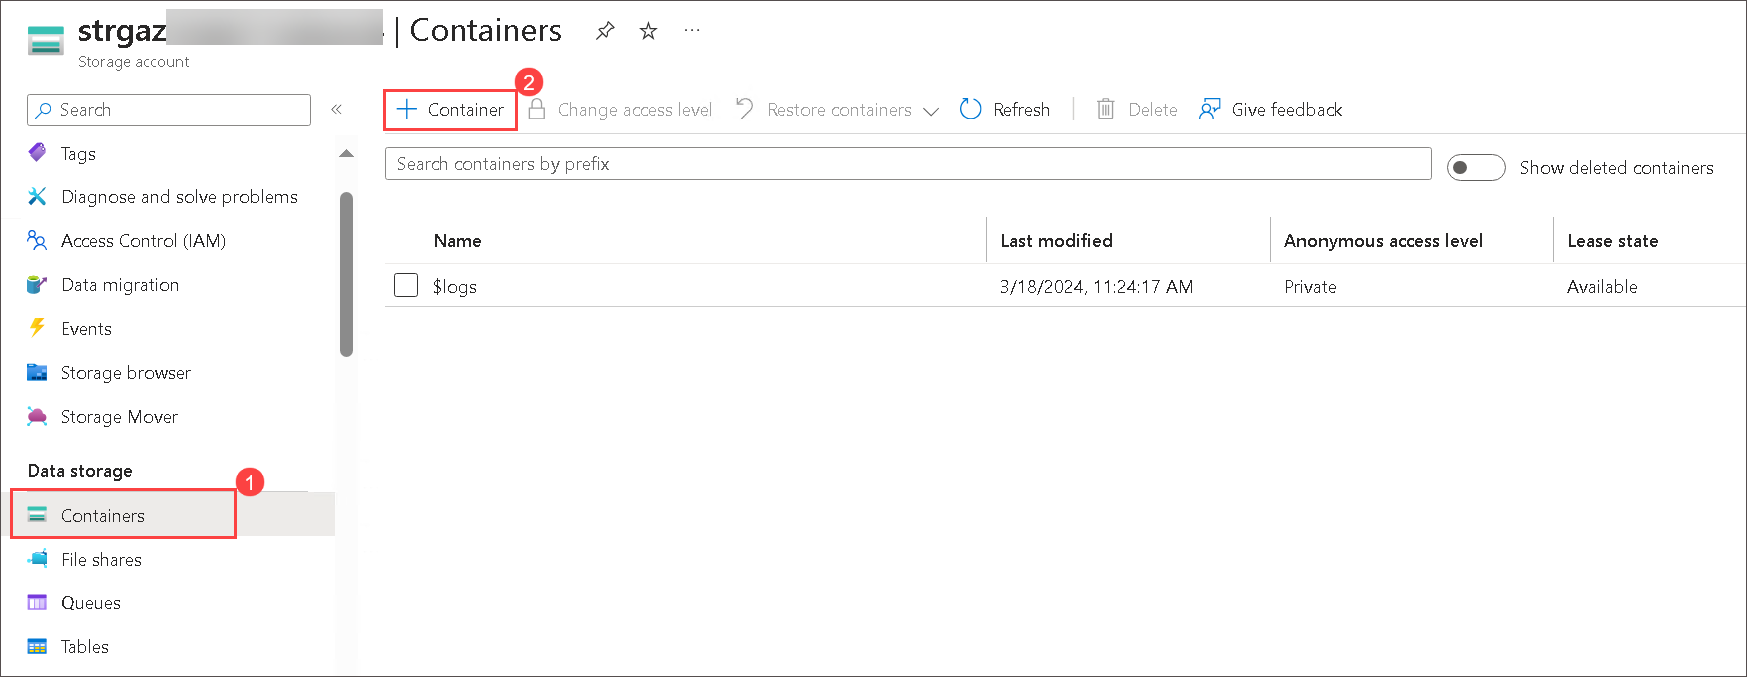 strgaz | Containers
Storage account
Search
Tags
Diagnose and solve problems
Access Control (IAM)
Data migration
Events
Storage browser
Storage Mover
Data storage
1
Containers
File shares
Queues
Tables
2
Container Change access level Restore containers Refresh Delete Give feedback
Search containers by prefix Show deleted containers
Name Last modified Anonymous access level Lease state
$logs 3/18/2024, 11:24:17 AM Private Available